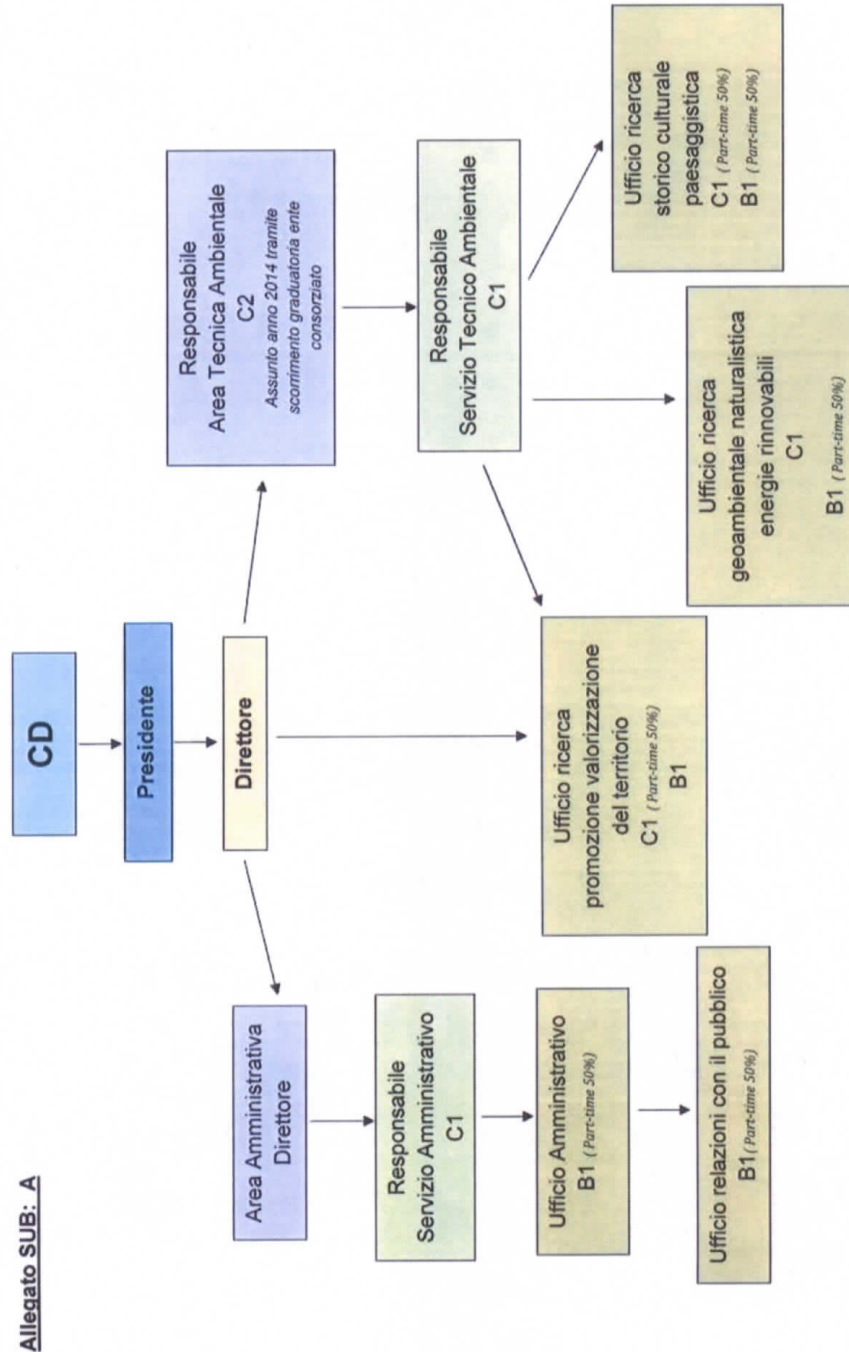 Allegato SUB: A
CD
Presidente
Direttore
Area Amministrativa
Direttore
Responsabile
Servizio Amministrativo
C1
Ufficio Amministrativo
B1 ( Part-time 50%)
Ufficio relazioni con il pubblico
B1( Part-time 50%)
Ufficio ricerca
promozione valorizzazione
del territorio
C1 ( Part-time 50%)
B1
Responsabile
Area Tecnica Ambientale
C2
Assunto anno 2014 tramite
scorrimento graduatoria ente
consorziato
Responsabile
Servizio Tecnico Ambientale
C1
Ufficio ricerca
geoambientale naturalistica
energie rinnovabili
C1
B1 ( Part-time 50%)
Ufficio ricerca
storico culturale
paesaggistica
C1 ( Part-time 50%)
B1 ( Part-time 50%)